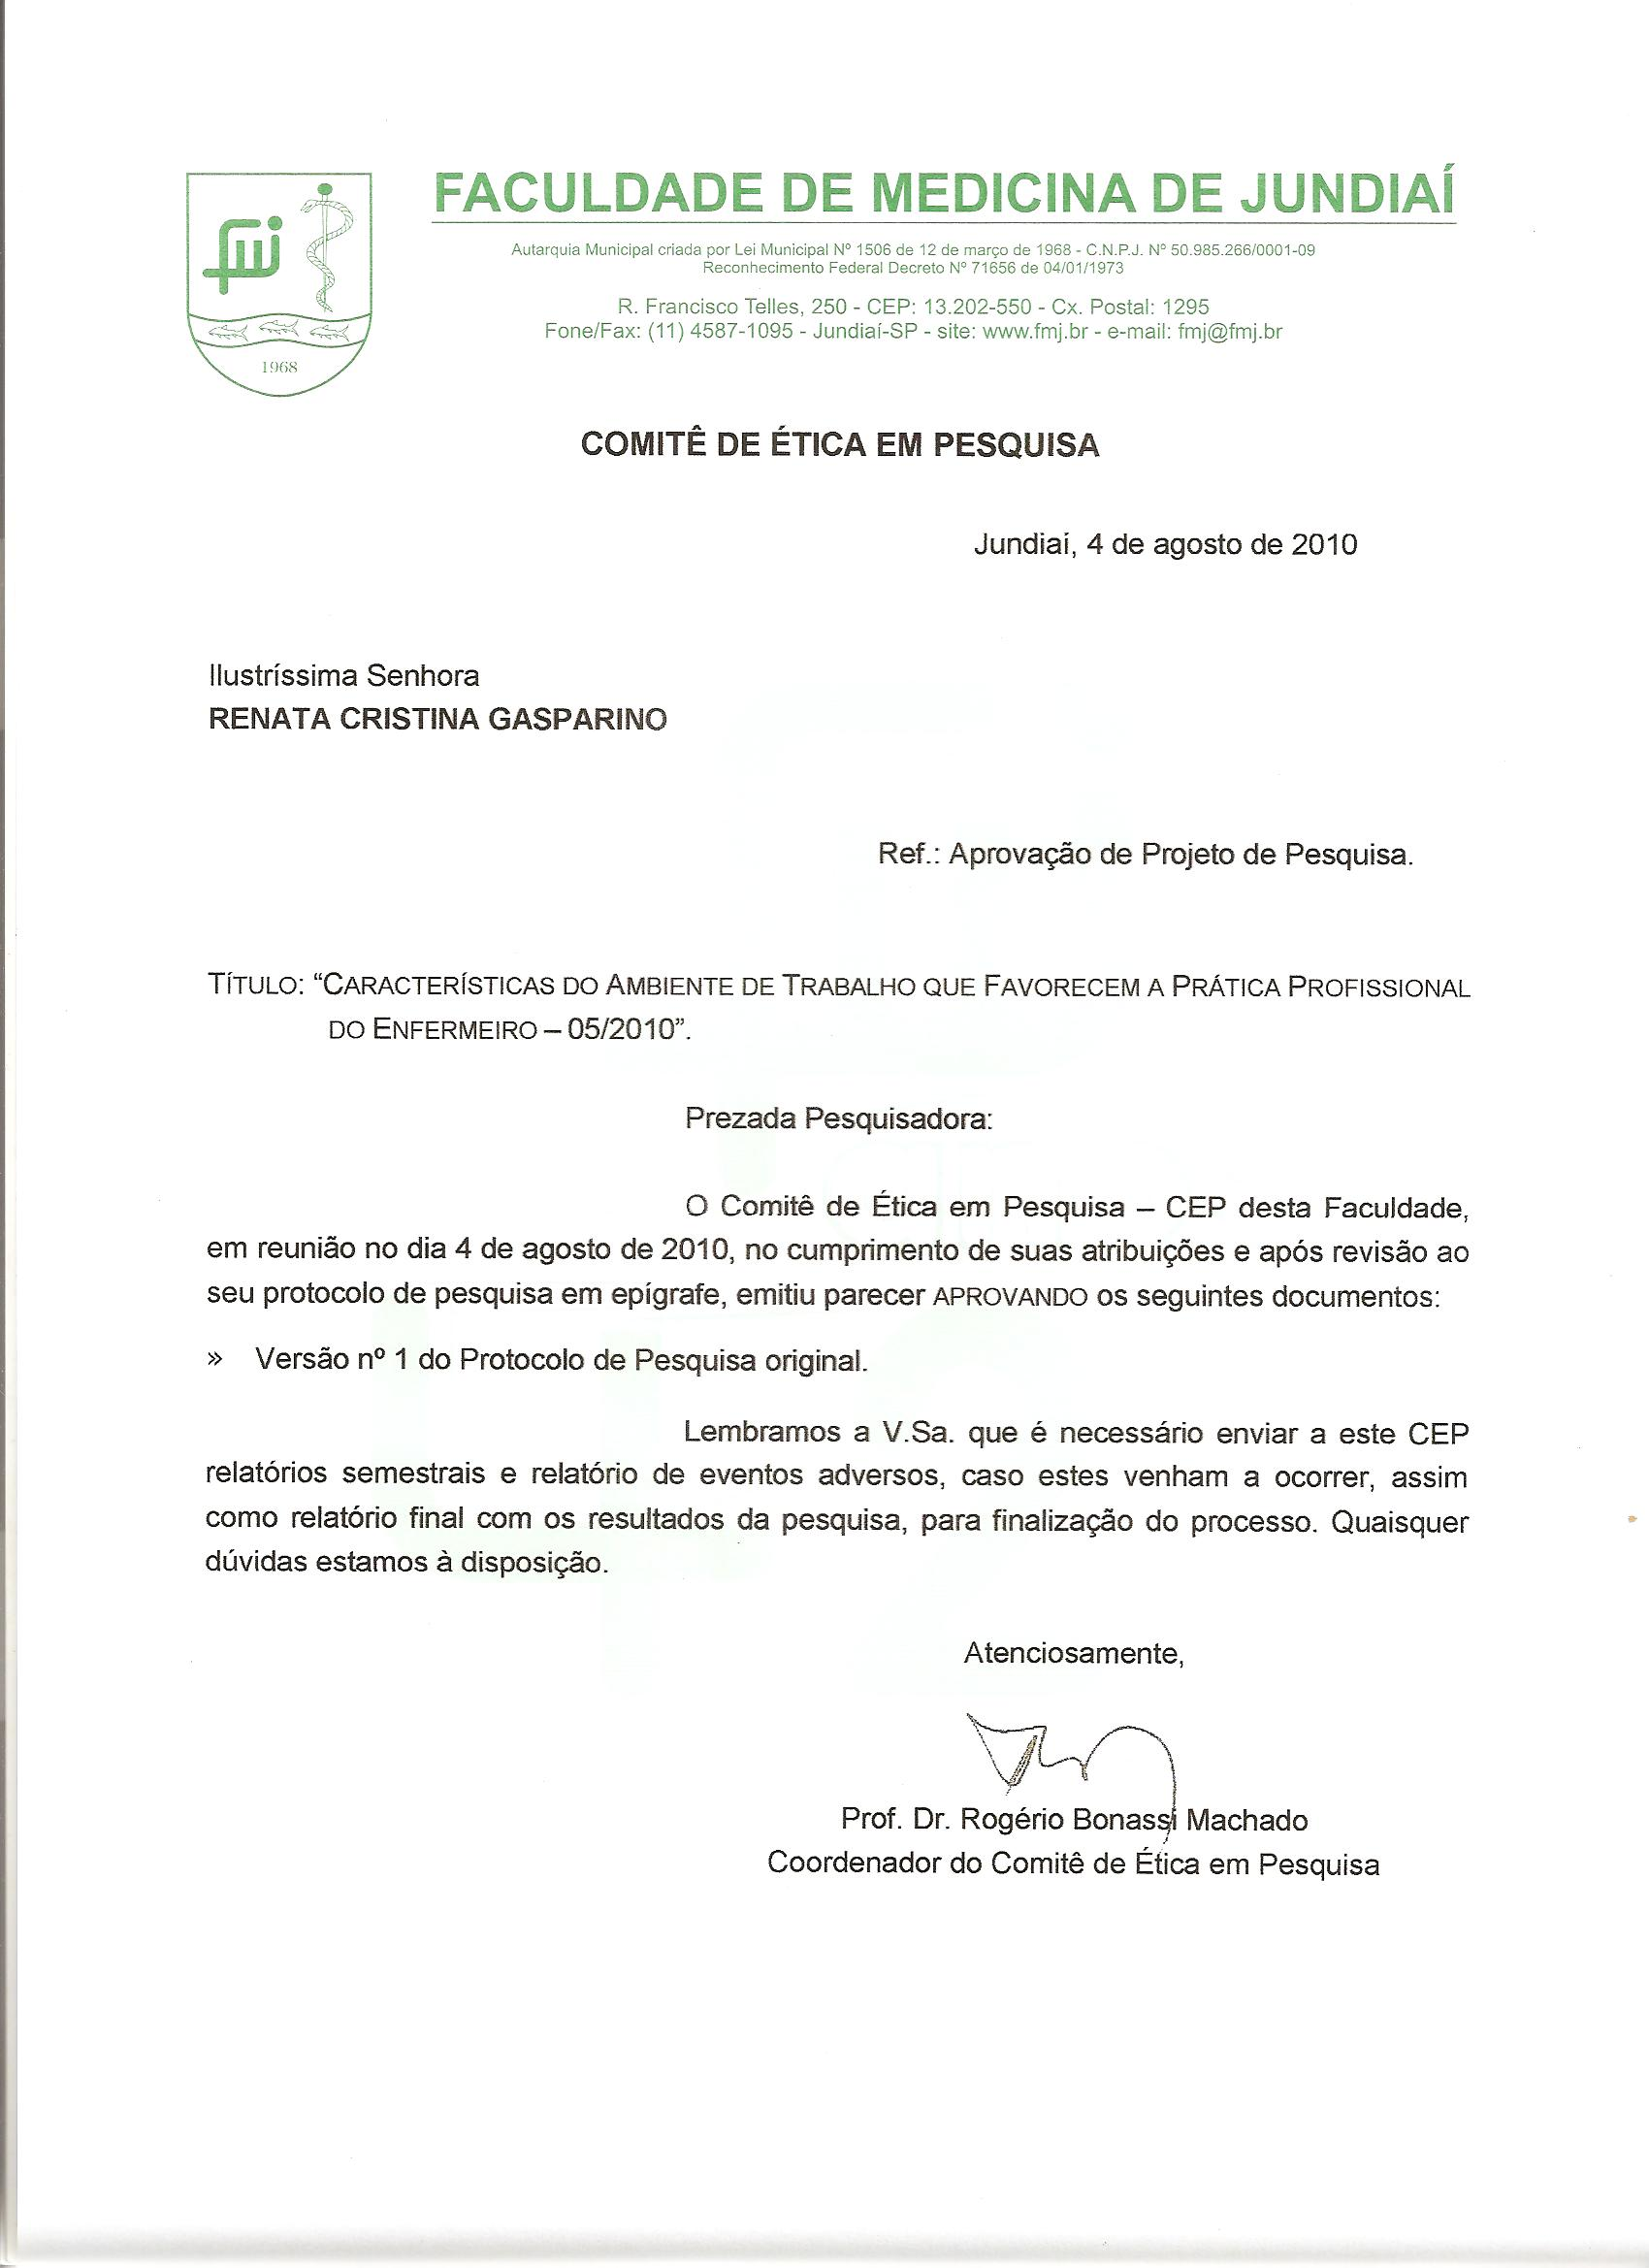 FACULDADE DE MEDICINA DE JUNDIAÍ
Autarquia Municipal criada por Lei Municipal Nº 1506 de 12 de março de 1968 - C.N.P.J. Nº 50.985.266/0001-09
Reconhecimento Federal Decreto Nº 71656 de 04/01/1973
R. Francisco Telles, 250 - CEP: 13.202-550 - Cx. Postal: 1295
Fone/Fax: (11) 4587-1095 - Jundiaí-SP - site: www.fmj.br - e-mail: fmj@fmj.br
fmj
1968
COMITÊ DE ÉTICA EM PESQUISA
Jundiaí, 4 de agosto de 2010
Ilustríssima Senhora
RENATA CRISTINA GASPARINO
Ref.: Aprovação de Projeto de Pesquisa.
TÍTULO: “CARACTERÍSTICAS DO AMBIENTE DE TRABALHO QUE FAVORECEM A PRÁTICA PROFISSIONAL
DO ENFERMEIRO – 05/2010”.
Prezada Pesquisadora:
O Comitê de Ética em Pesquisa – CEP desta Faculdade,
em reunião no dia 4 de agosto de 2010, no cumprimento de suas atribuições e após revisão ao
seu protocolo de pesquisa em epígrafe, emitiu parecer APROVANDO os seguintes documentos:
» Versão nº 1 do Protocolo de Pesquisa original.
Lembramos a V.Sa. que é necessário enviar a este CEP
relatórios semestrais e relatório de eventos adversos, caso estes venham a ocorrer, assim
como relatório final com os resultados da pesquisa, para finalização do processo. Quaisquer
dúvidas estamos à disposição.
Atenciosamente,
Prof. Dr. Rogério Bonassi Machado
Coordenador do Comitê de Ética em Pesquisa